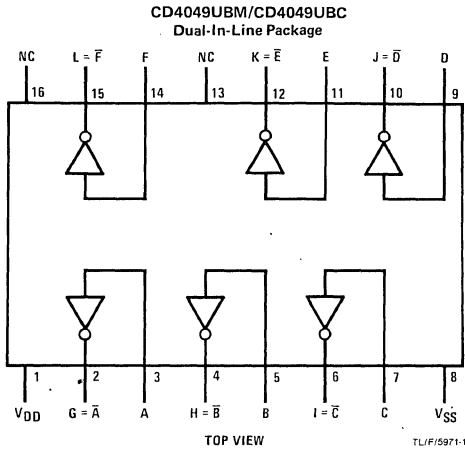 CD4049UBM/CD4049UBC
Dual-In-Line Package
NC L = F̅ F NC K = E̅ E J = D̅ D
16 15 14 13 12 11 10 9
1 2 3 4 5 6 7 8
VDD G = A̅ A H = B̅ B I = C̅ C VSS
TOP VIEW
TL/F/5971-1